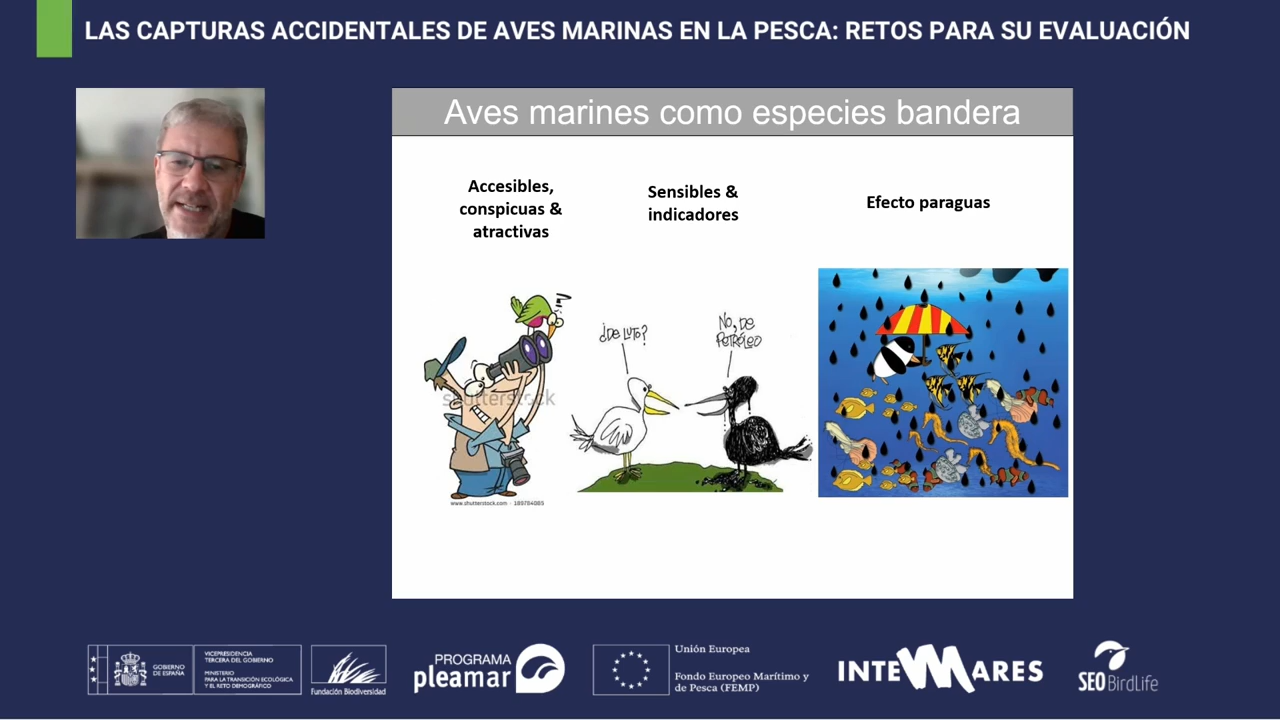 LAS CAPTURAS ACCIDENTALES DE AVES MARINAS EN LA PESCA: RETOS PARA SU EVALUACIÓN
Aves marines como especies bandera
Accesibles,
conspicuas &
atractivas
Sensibles &
indicadores
Efecto paraguas
¿DE LUTO?
NO, DE
PETRÓLEO
shutterstock
www.shutterstock.com · 189784085
GOBIERNO
DE ESPAÑA
VICEPRESIDENCIA
TERCERA DEL GOBIERNO
MINISTERIO
PARA LA TRANSICIÓN ECOLÓGICA
Y EL RETO DEMOGRÁFICO
Fundación Biodiversidad
PROGRAMA
pleamar
Unión Europea
Fondo Europeo Marítimo y
de Pesca (FEMP)
INTEMARES
SEO BirdLife